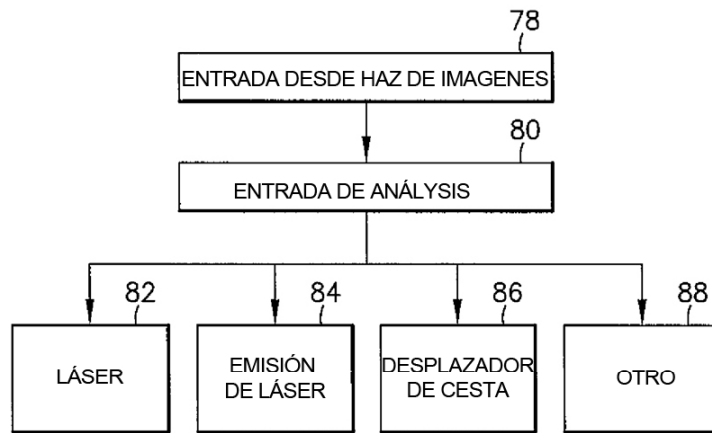 78
ENTRADA DESDE HAZ DE IMAGENES
80
ENTRADA DE ANÁLYSIS
82
LÁSER
84
EMISIÓN
DE LÁSER
86
DESPLAZADOR
DE CESTA
88
OTRO